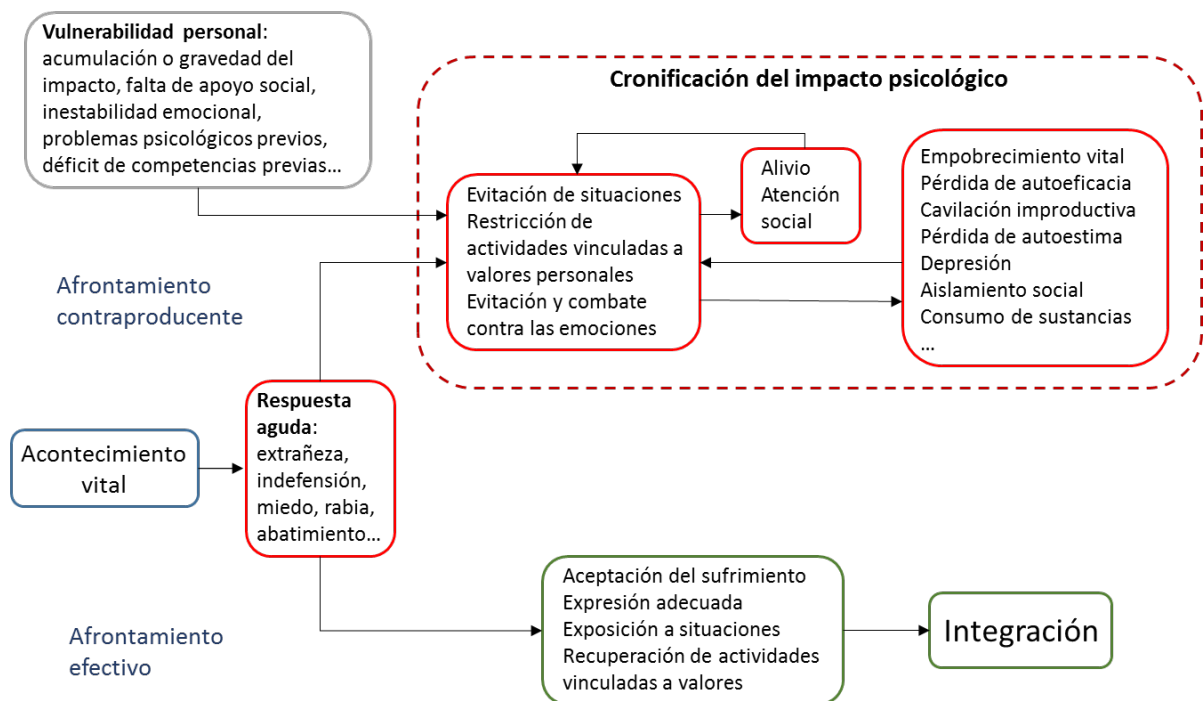 Vulnerabilidad personal:
acumulación o gravedad del
impacto, falta de apoyo social,
inestabilidad emocional,
problemas psicológicos previos,
déficit de competencias previas…
Cronificación del impacto psicológico
Evitación de situaciones
Restricción de
actividades vinculadas a
valores personales
Evitación y combate
contra las emociones
Alivio
Atención
social
Empobrecimiento vital
Pérdida de autoeficacia
Cavilación improductiva
Pérdida de autoestima
Depresión
Aislamiento social
Consumo de sustancias
…
Afrontamiento
contraproducente
Acontecimiento
vital
Respuesta
aguda:
extrañeza,
indefensión,
miedo, rabia,
abatimiento…
Afrontamiento
efectivo
Aceptación del sufrimiento
Expresión adecuada
Exposición a situaciones
Recuperación de actividades
vinculadas a valores
Integración